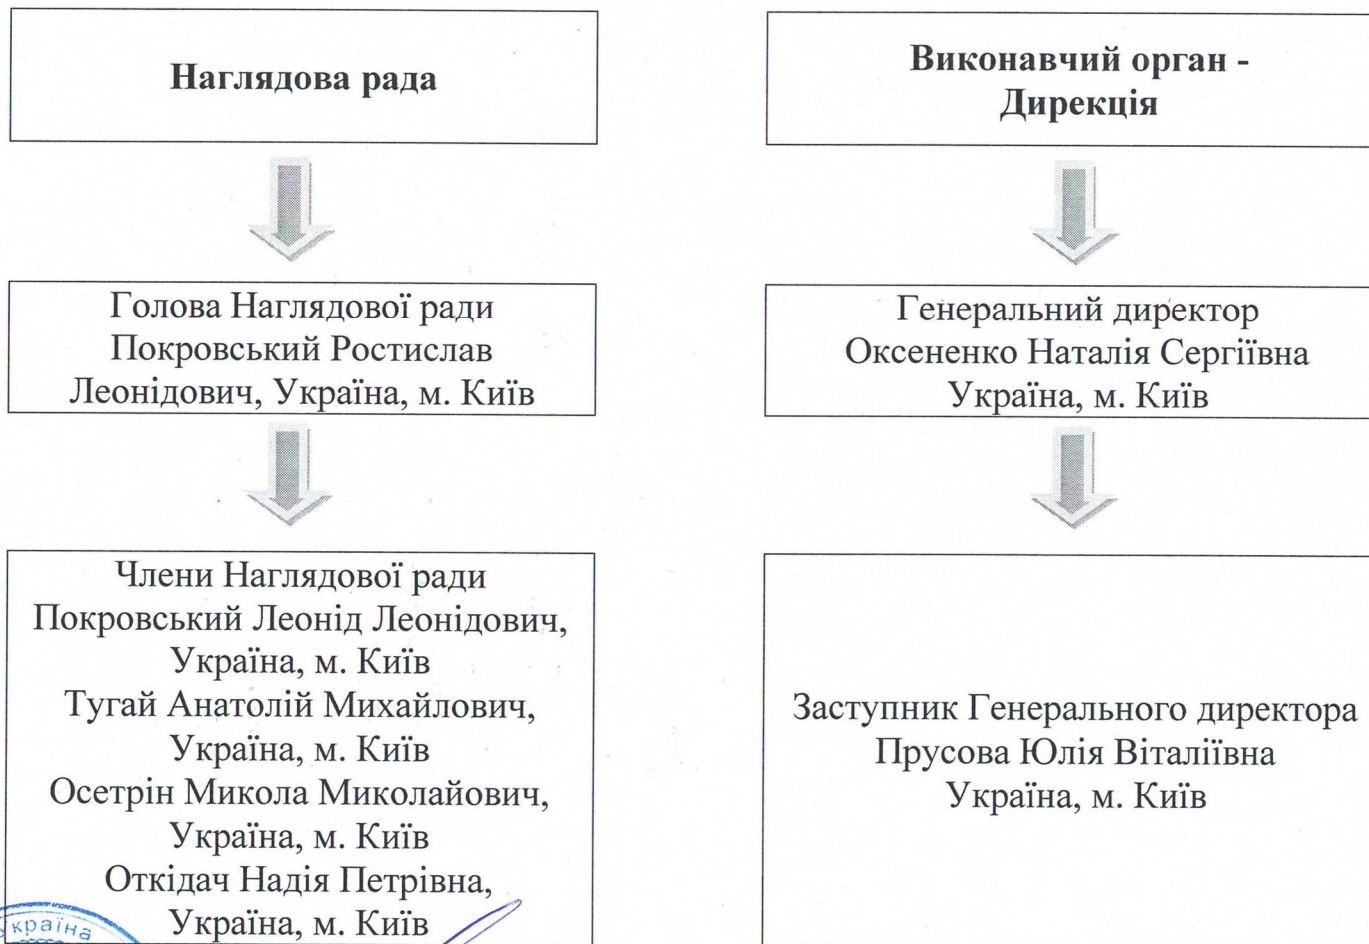 Наглядова рада
Голова Наглядової ради
Покровський Ростислав
Леонідович, Україна, м. Київ
Члени Наглядової ради
Покровський Леонід Леонідович,
Україна, м. Київ
Тугай Анатолій Михайлович,
Україна, м. Київ
Осетрін Микола Миколайович,
Україна, м. Київ
Откідач Надія Петрівна,
Україна, м. Київ
країна
Виконавчий орган -
Дирекція
Генеральний директор
Оксененко Наталія Сергіївна
Україна, м. Київ
Заступник Генерального директора
Прусова Юлія Віталіївна
Україна, м. Київ